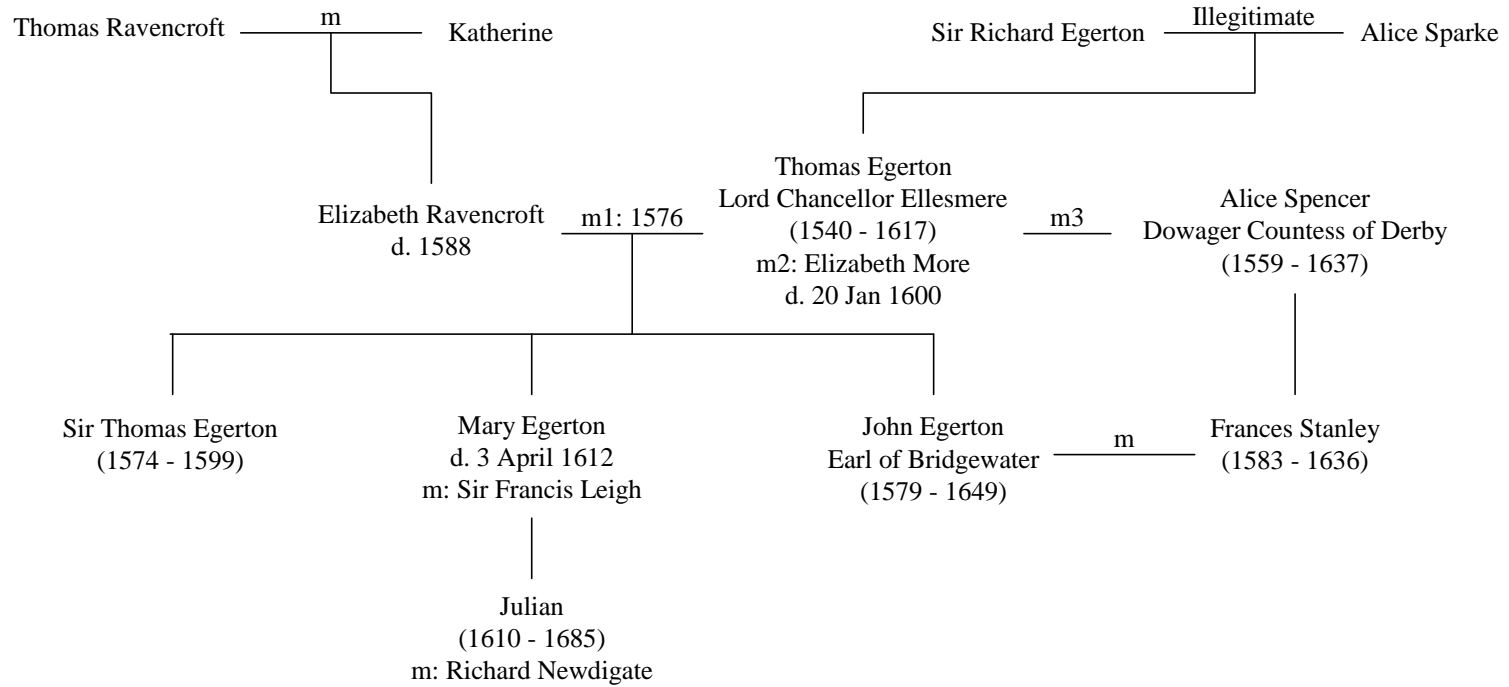 Thomas Ravencroft
m
Katherine
Sir Richard Egerton
Illegitimate
Alice Sparke
Elizabeth Ravencroft
d. 1588
m1: 1576
Thomas Egerton
Lord Chancellor Ellesmere
(1540 - 1617)
m2: Elizabeth More
d. 20 Jan 1600
m3
Alice Spencer
Dowager Countess of Derby
(1559 - 1637)
Sir Thomas Egerton
(1574 - 1599)
Mary Egerton
d. 3 April 1612
m: Sir Francis Leigh
John Egerton
Earl of Bridgewater
(1579 - 1649)
m
Frances Stanley
(1583 - 1636)
Julian
(1610 - 1685)
m: Richard Newdigate